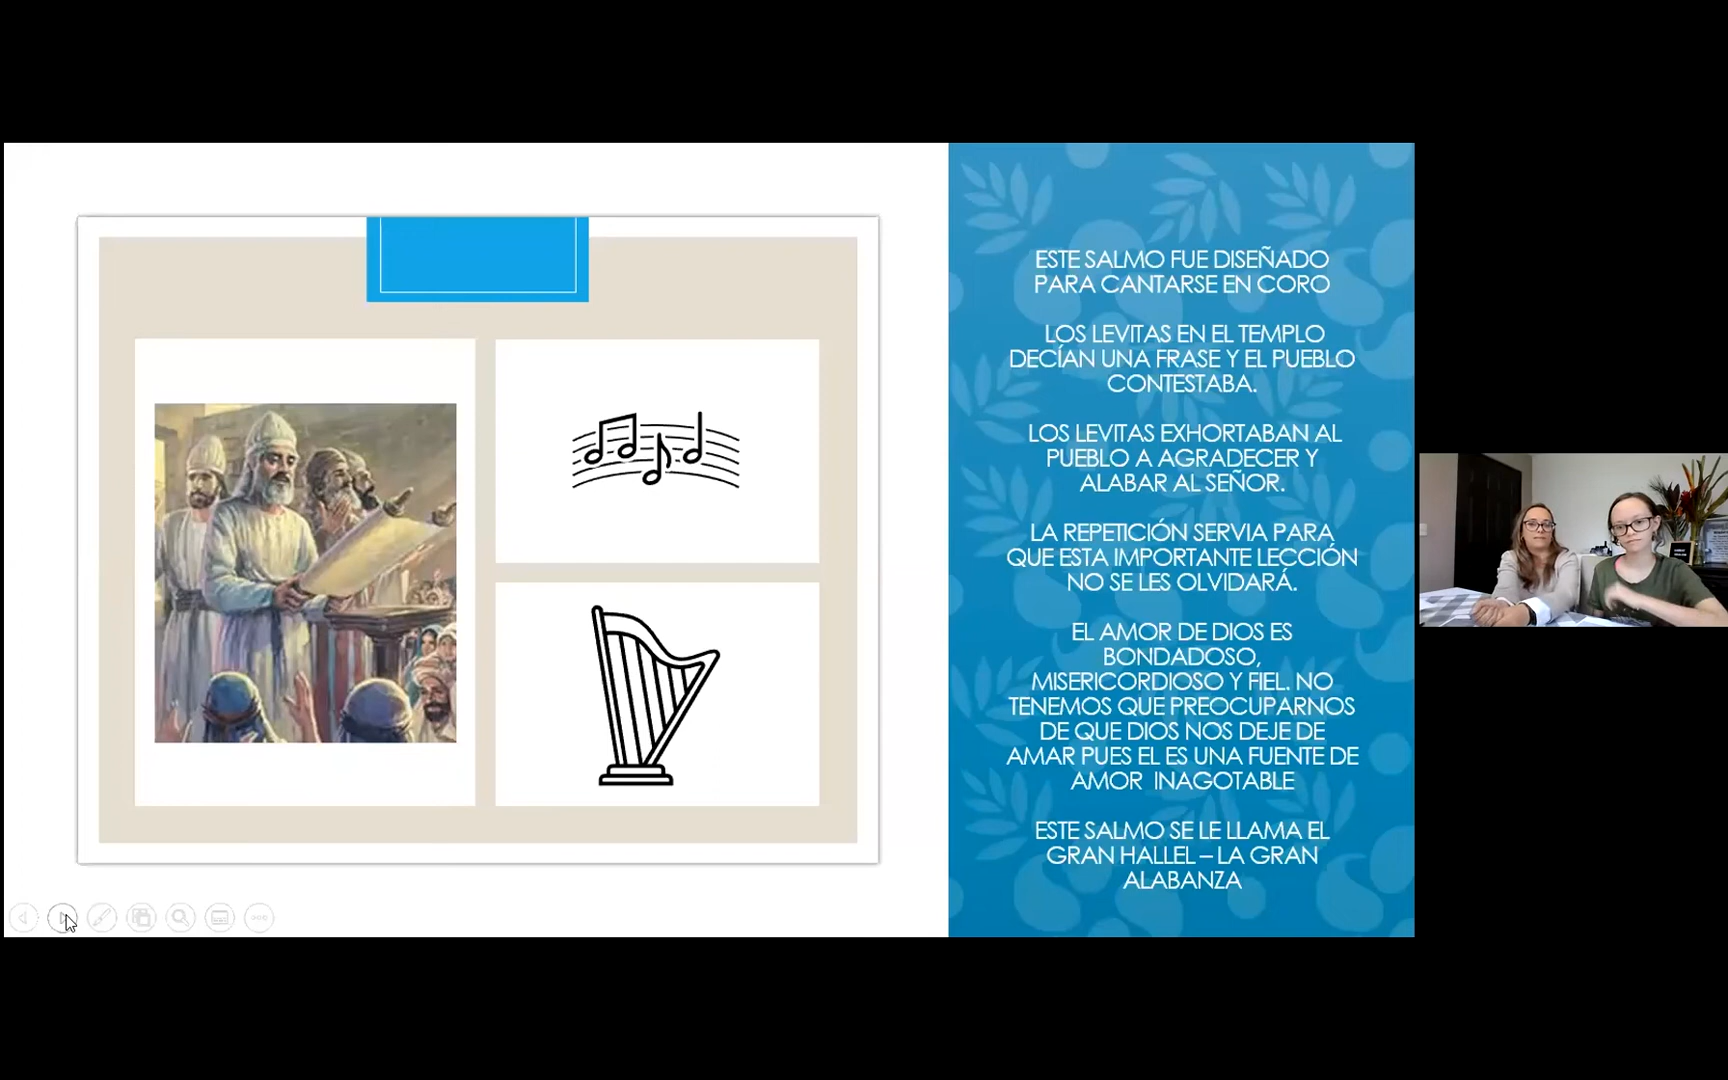 ESTE SALMO FUE DISEÑADO
PARA CANTARSE EN CORO
LOS LEVITAS EN EL TEMPLO
DECÍAN UNA FRASE Y EL PUEBLO
CONTESTABA.
LOS LEVITAS EXHORTABAN AL
PUEBLO A AGRADECER Y
ALABAR AL SEÑOR.
LA REPETICIÓN SERVIA PARA
QUE ESTA IMPORTANTE LECCIÓN
NO SE LES OLVIDARÁ.
EL AMOR DE DIOS ES
BONDADOSO,
MISERICORDIOSO Y FIEL. NO
TENEMOS QUE PREOCUPARNOS
DE QUE DIOS NOS DEJE DE
AMAR PUES EL ES UNA FUENTE DE
AMOR  INAGOTABLE
ESTE SALMO SE LE LLAMA EL
GRAN HALLEL – LA GRAN
ALABANZA